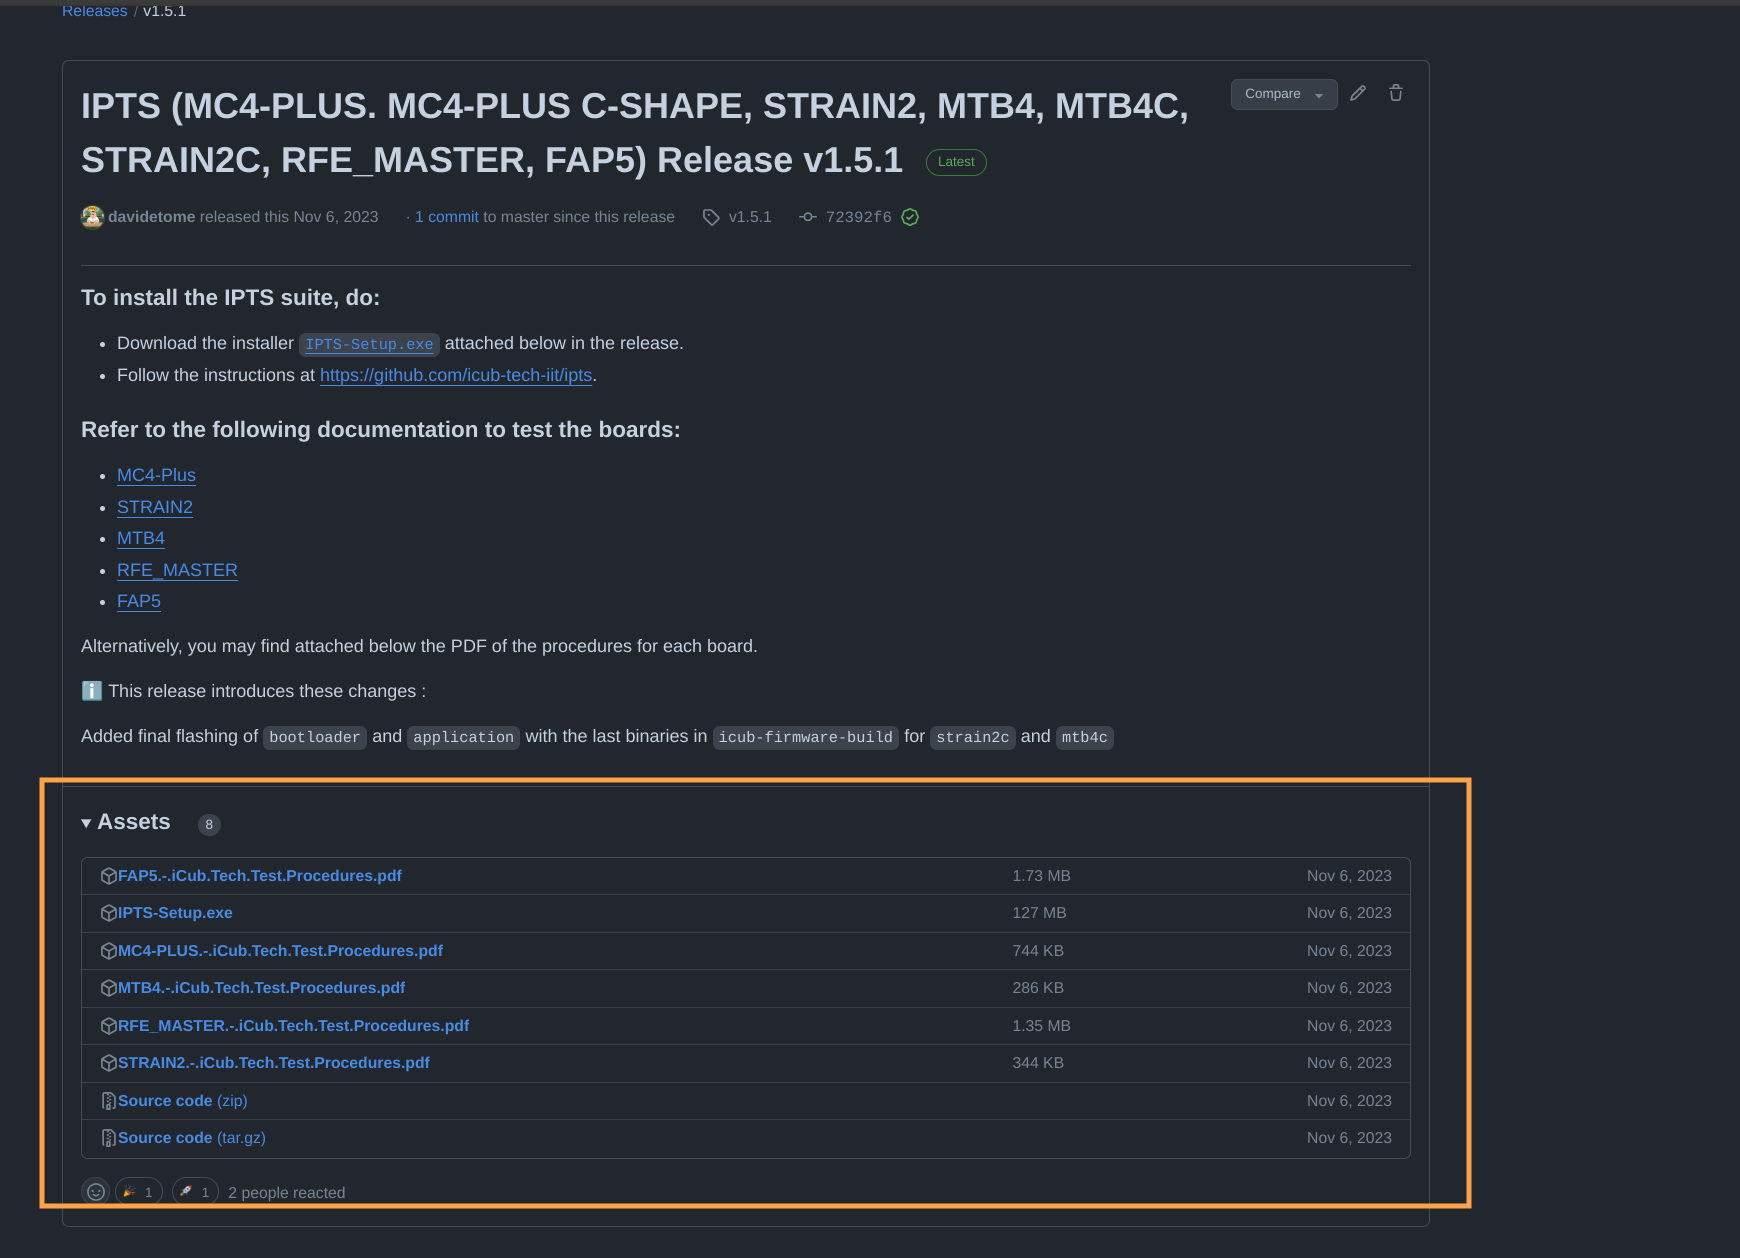 Releases / v1.5.1
IPTS (MC4-PLUS. MC4-PLUS C-SHAPE, STRAIN2, MTB4, MTB4C,
STRAIN2C, RFE_MASTER, FAP5) Release v1.5.1 Latest
Compare
davidetome released this Nov 6, 2023 · 1 commit to master since this release v1.5.1 72392f6
To install the IPTS suite, do:
• Download the installer IPTS-Setup.exe attached below in the release.
• Follow the instructions at https://github.com/icub-tech-iit/ipts.
Refer to the following documentation to test the boards:
• MC4-Plus
• STRAIN2
• MTB4
• RFE_MASTER
• FAP5
Alternatively, you may find attached below the PDF of the procedures for each board.
ℹ️ This release introduces these changes :
Added final flashing of bootloader and application with the last binaries in icub-firmware-build for strain2c and mtb4c
Assets 8
FAP5.-.iCub.Tech.Test.Procedures.pdf 1.73 MB Nov 6, 2023
IPTS-Setup.exe 127 MB Nov 6, 2023
MC4-PLUS.-.iCub.Tech.Test.Procedures.pdf 744 KB Nov 6, 2023
MTB4.-.iCub.Tech.Test.Procedures.pdf 286 KB Nov 6, 2023
RFE_MASTER.-.iCub.Tech.Test.Procedures.pdf 1.35 MB Nov 6, 2023
STRAIN2.-.iCub.Tech.Test.Procedures.pdf 344 KB Nov 6, 2023
Source code (zip) Nov 6, 2023
Source code (tar.gz) Nov 6, 2023
🎉 1 🚀 1 2 people reacted